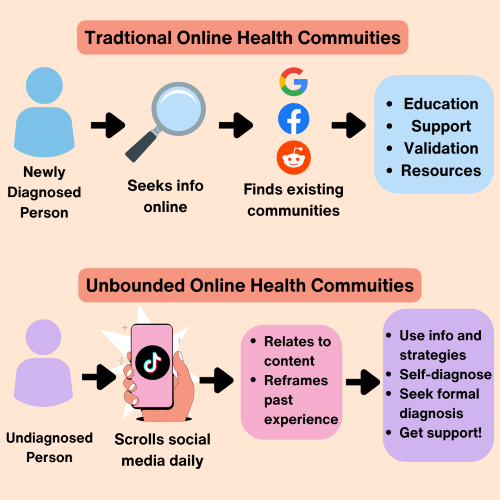 Tradtional Online Health Commuities
Newly
Diagnosed
Person
Seeks info
online
Finds existing
communities
Education
Support
Validation
Resources
Unbounded Online Health Commuities
Undiagnosed
Person
Scrolls social
media daily
Relates to
content
Reframes
past
experience
Use info and
strategies
Self-diagnose
Seek formal
diagnosis
Get support!